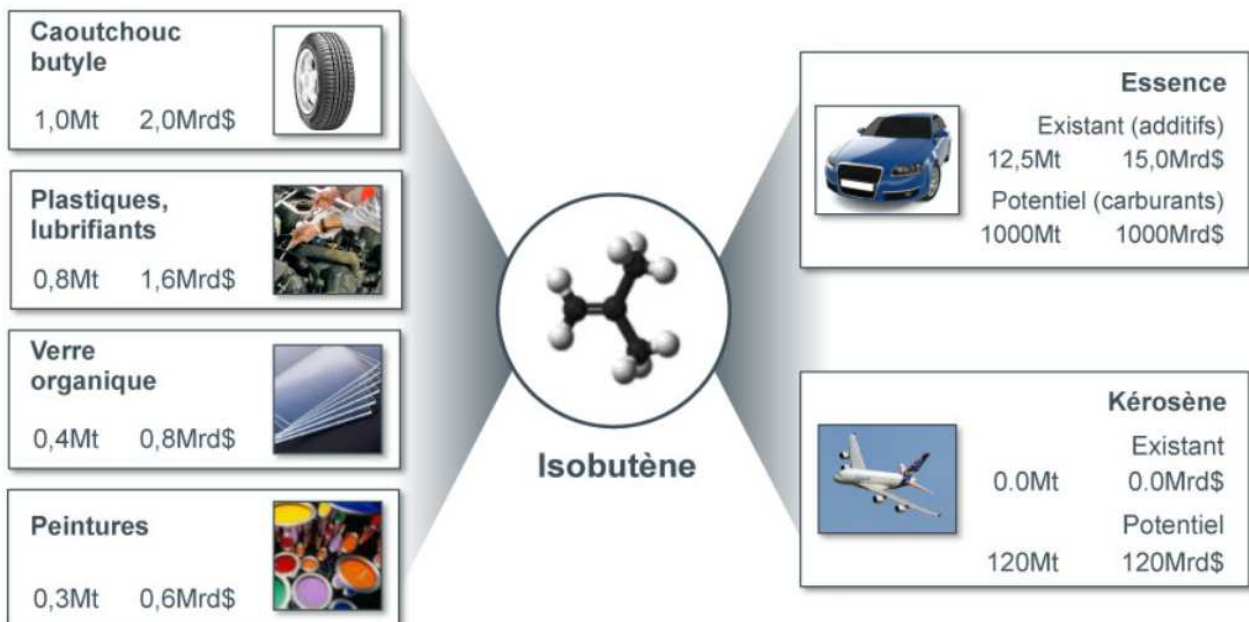 Caoutchouc
butyle
1,0Mt 2,0Mrd$
Plastiques,
lubrifiants
0,8Mt 1,6Mrd$
Verre
organique
0,4Mt 0,8Mrd$
Peintures
0,3Mt 0,6Mrd$
Isobutène
Essence
Existant (additifs)
12,5Mt 15,0Mrd$
Potentiel (carburants)
1000Mt 1000Mrd$
Kérosène
Existant
0.0Mt 0.0Mrd$
Potentiel
120Mt 120Mrd$